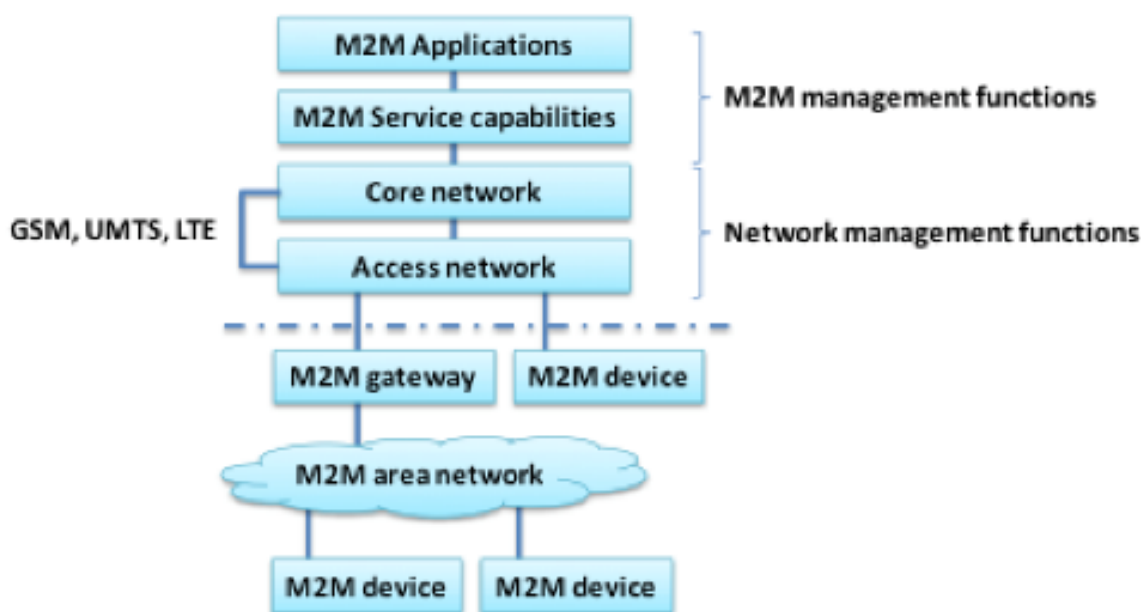 M2M Applications
M2M management functions
M2M Service capabilities
Core network
GSM, UMTS, LTE
Network management functions
Access network
M2M gateway
M2M device
M2M area network
M2M device
M2M device